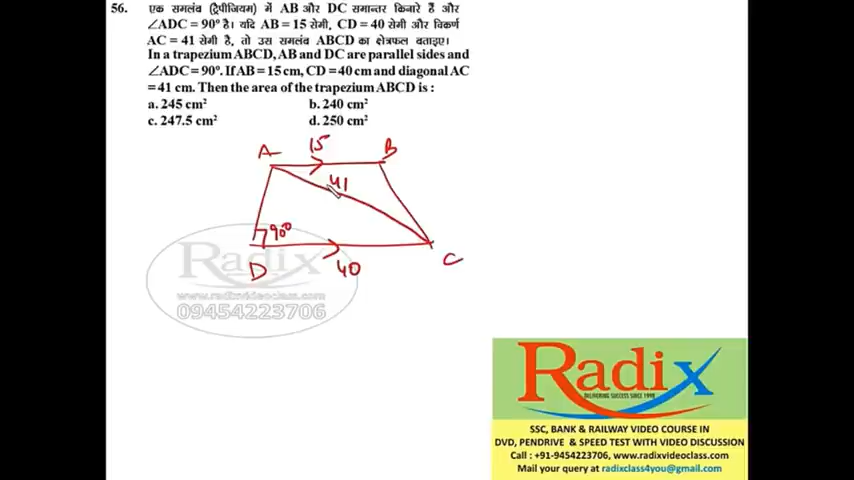 56. एक समलंब (ट्रैपीजियम) में AB और DC समान्तर किनारे हैं और
∠ADC = 90º है। यदि AB = 15 सेमी, CD = 40 सेमी और विकर्ण
AC = 41 सेमी है, तो उस समलंब ABCD का क्षेत्रफल बताइए।
In a trapezium ABCD, AB and DC are parallel sides and
∠ADC = 90º. If AB = 15 cm, CD = 40 cm and diagonal AC
= 41 cm. Then the area of the trapezium ABCD is :
a. 245 cm² b. 240 cm²
c. 247.5 cm² d. 250 cm²
A 15 B
41
90º
D 40 C
Radix
www.radixvideoclass.com
09454223706
Radix
DELIVERING SUCCESS SINCE 1998
SSC, BANK & RAILWAY VIDEO COURSE IN
DVD, PENDRIVE & SPEED TEST WITH VIDEO DISCUSSION
Call : +91-9454223706, www.radixvideoclass.com
Mail your query at radixclass4you@gmail.com